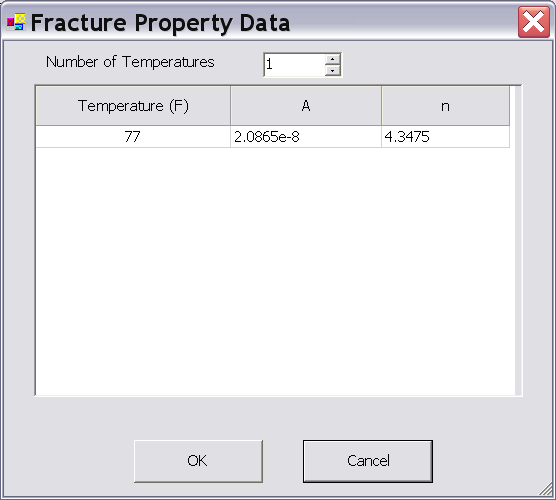 Fracture Property Data
Number of Temperatures 1
Temperature (F) A n
77 2.0865e-8 4.3475
OK Cancel